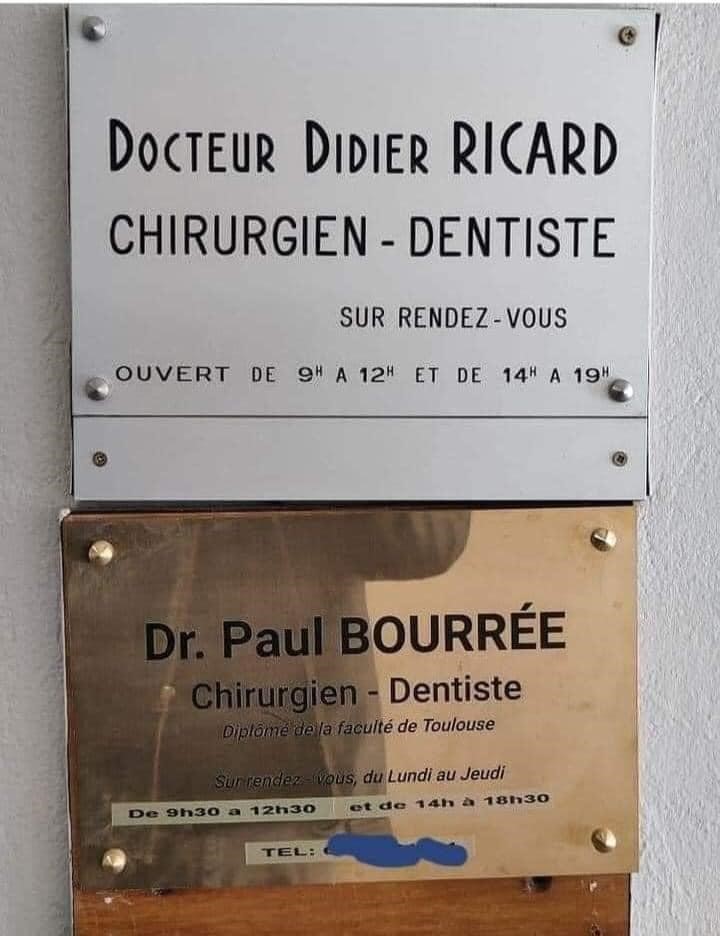 DOCTEUR DIDIER RICARD
CHIRURGIEN - DENTISTE
SUR RENDEZ-VOUS
OUVERT DE 9H A 12H ET DE 14H A 19H
Dr. Paul BOURRÉE
Chirurgien - Dentiste
Diplômé de la faculté de Toulouse
Sur rendez-vous, du Lundi au Jeudi
De 9h30 a 12h30 et de 14h à 18h30
TEL: